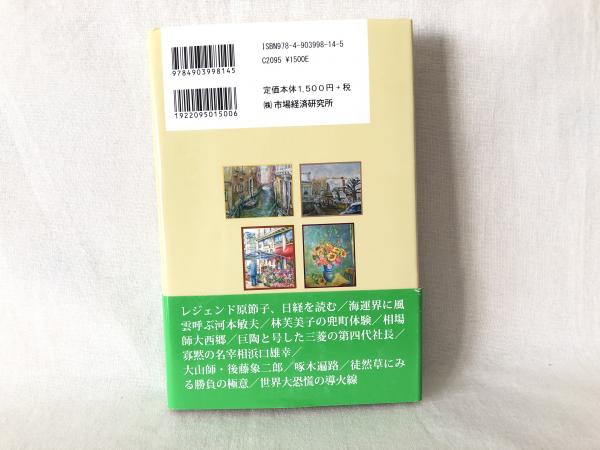 ISBN978-4-903998-14-5
C2095 ¥1500E
9784903998145
定価本体1,500円+税
㈱市場経済研究所
1922095015006
レジェンド原節子、日経を読む／海運界に風
雲呼ぶ河本敏夫／林芙美子の兜町体験／相場
師大西郷／巨陶と号した三菱の第四代社長／
寡黙の名宰相浜口雄幸／
大山師・後藤象二郎／啄木遍路／徒然草にみ
る勝負の極意／世界大恐慌の導火線